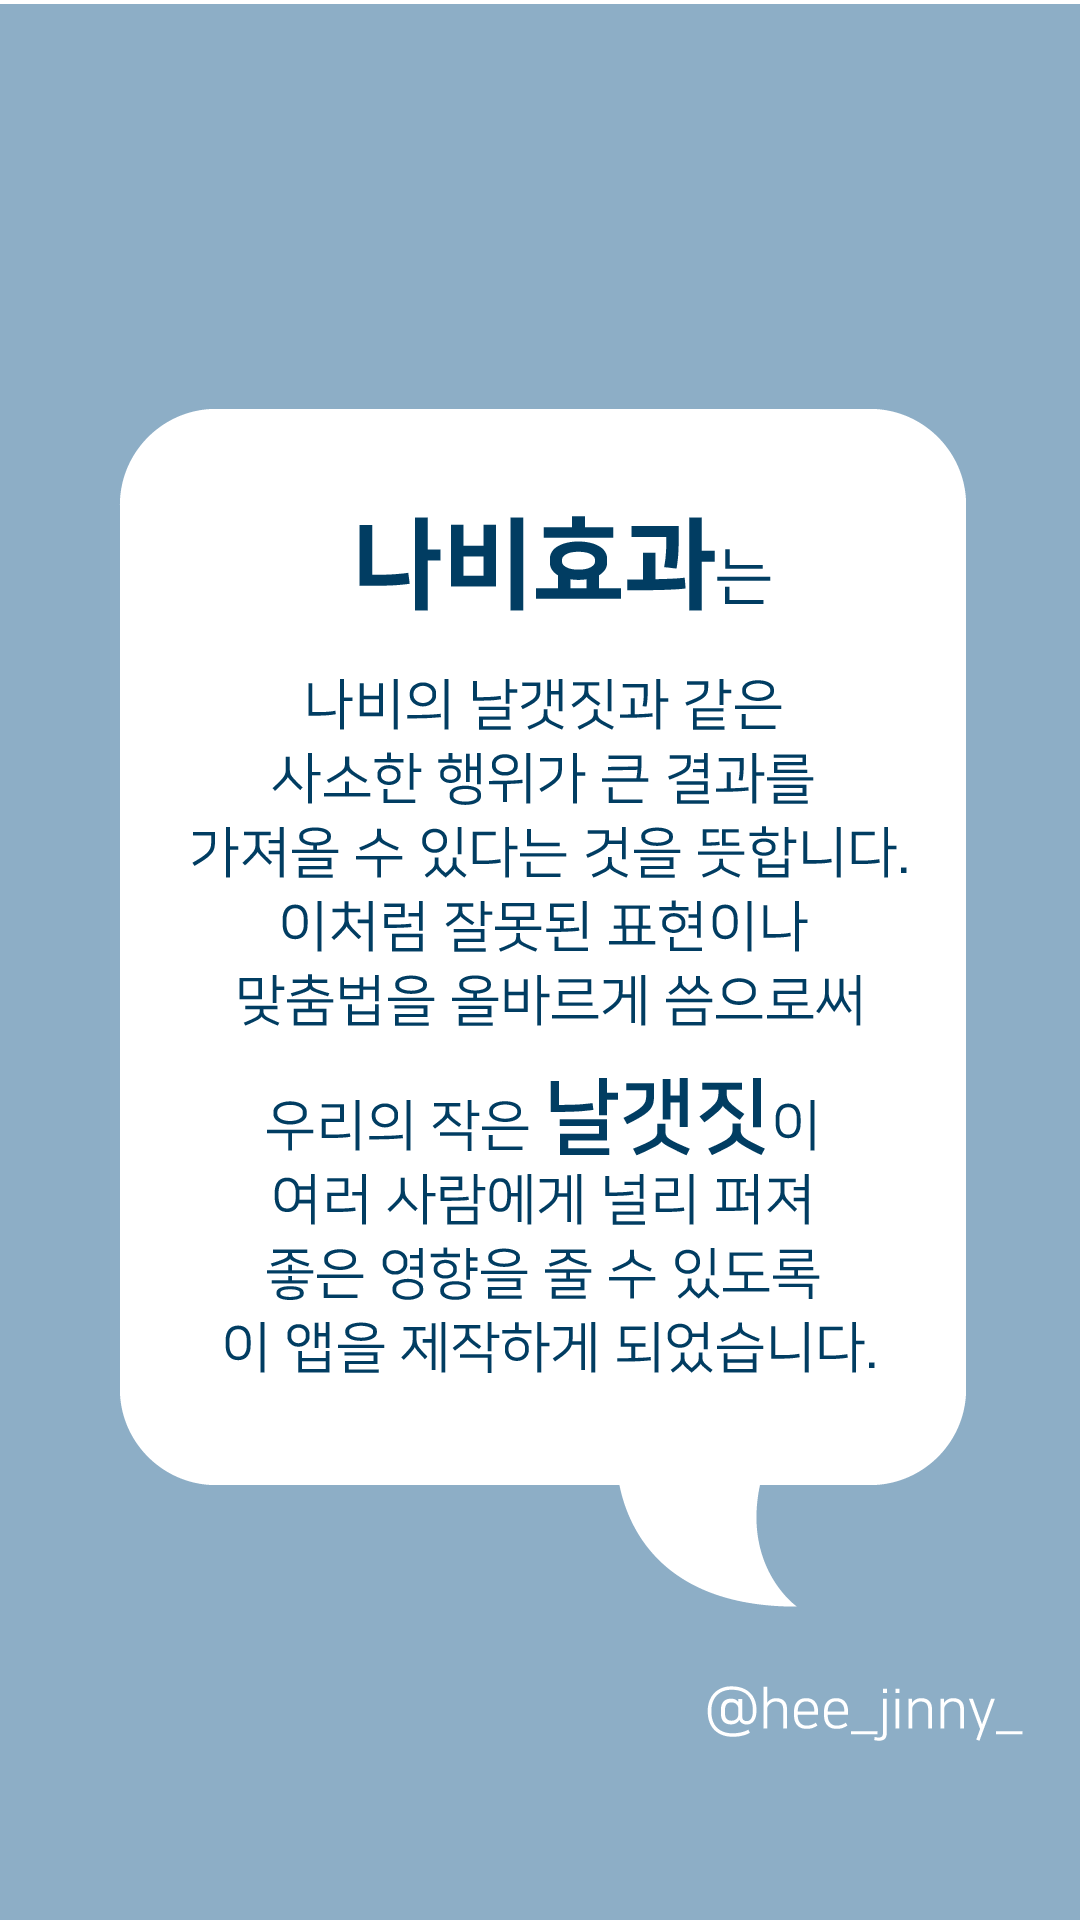 나비효과는
나비의 날갯짓과 같은
사소한 행위가 큰 결과를
가져올 수 있다는 것을 뜻합니다.
이처럼 잘못된 표현이나
맞춤법을 올바르게 씀으로써
우리의 작은 날갯짓이
여러 사람에게 널리 퍼져
좋은 영향을 줄 수 있도록
이 앱을 제작하게 되었습니다.
@hee_jinny_